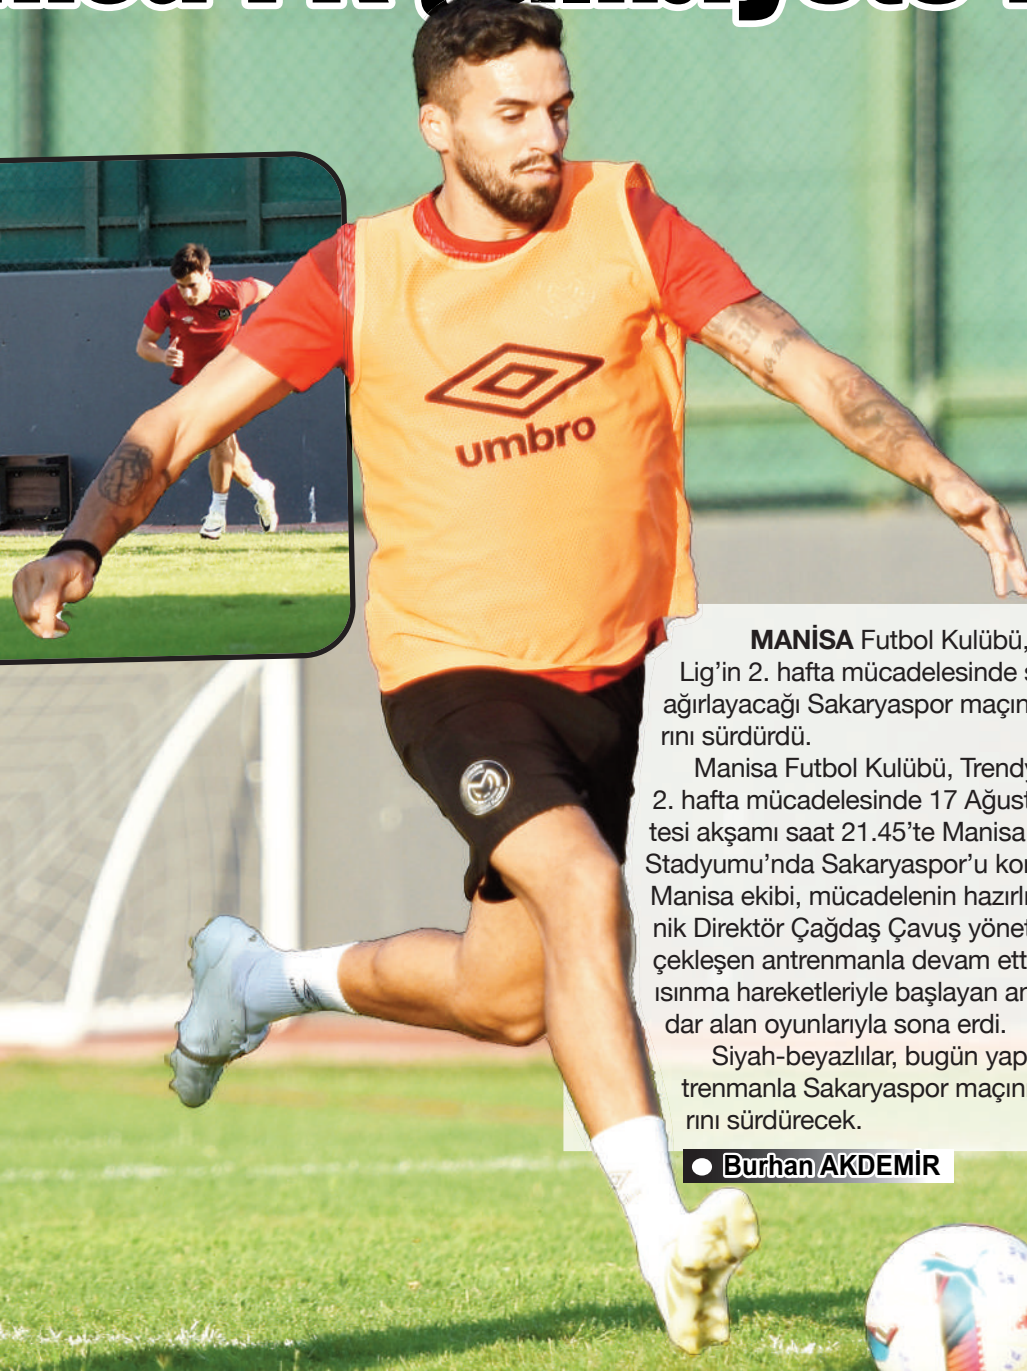 umbro
MANİSA Futbol Kulübü,
Lig'in 2. hafta mücadelesinde
ağırlayacağı Sakaryaspor
rını sürdürdü.
Manisa Futbol Kulübü,
2. hafta mücadelesinde 17
tesi akşamı saat 21.45'te Manisa
Stadyumu'nda Sakaryaspor'u
Manisa ekibi, mücadelenin
nik Direktör Çağdaş Çavuş
çekleşen antrenmanla devam
ısınma hareketleriyle başlayan
dar alan oyunlarıyla sona erdi.
Siyah-beyazlılar, bugün
trenmanla Sakaryaspor
rını sürdürecek.
Burhan AKDEMİR